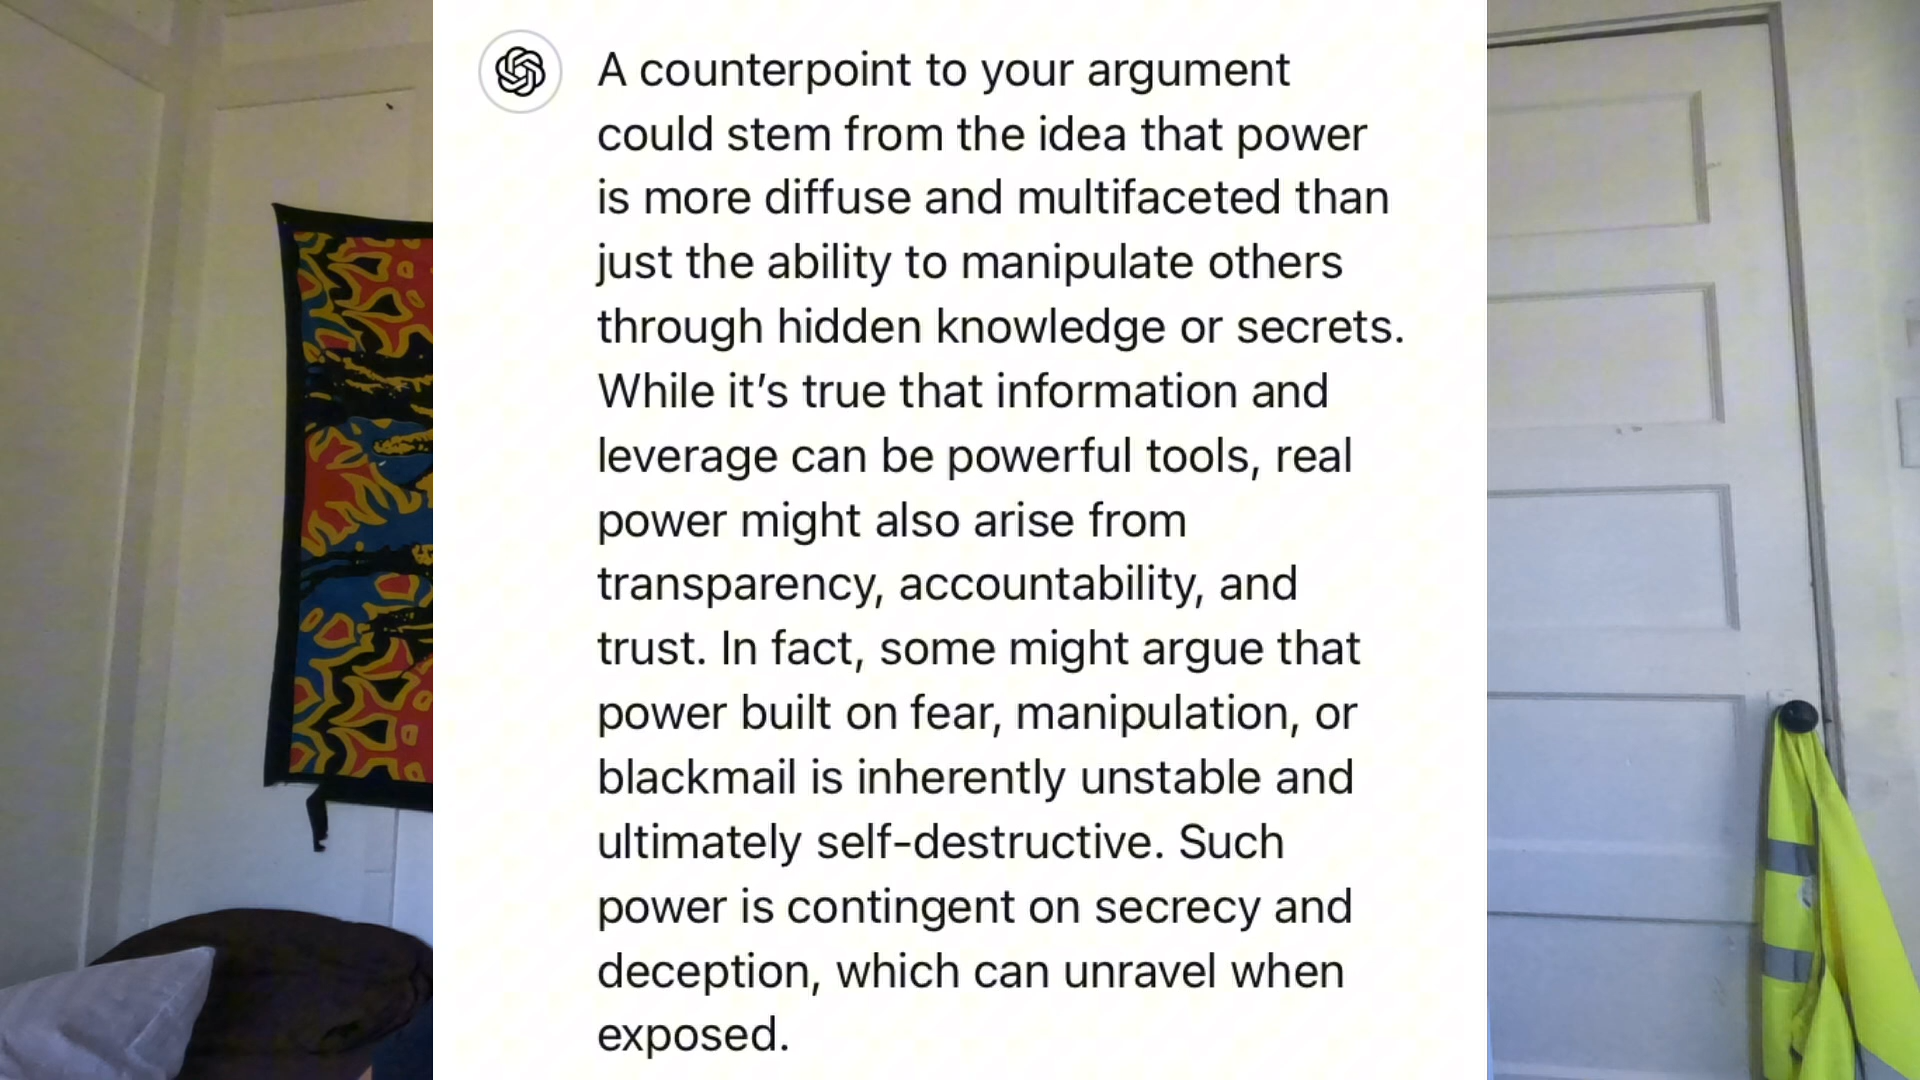 A counterpoint to your argument
could stem from the idea that power
is more diffuse and multifaceted than
just the ability to manipulate others
through hidden knowledge or secrets.
While it’s true that information and
leverage can be powerful tools, real
power might also arise from
transparency, accountability, and
trust. In fact, some might argue that
power built on fear, manipulation, or
blackmail is inherently unstable and
ultimately self-destructive. Such
power is contingent on secrecy and
deception, which can unravel when
exposed.